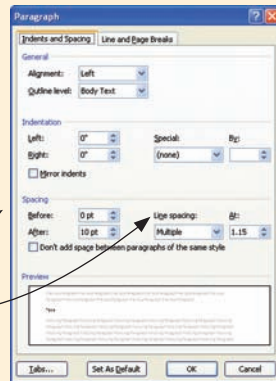 Paragraph
Indents and Spacing Line and Page Breaks
General
Alignment: Left
Outline level: Body Text
Indentation
Left: 0" Special: By:
Right: 0" (none)
Mirror indents
Spacing
Before: 0 pt Line spacing: At:
After: 10 pt Multiple 1.15
Don't add space between paragraphs of the same style
Preview
Tabs... Set As Default OK Cancel